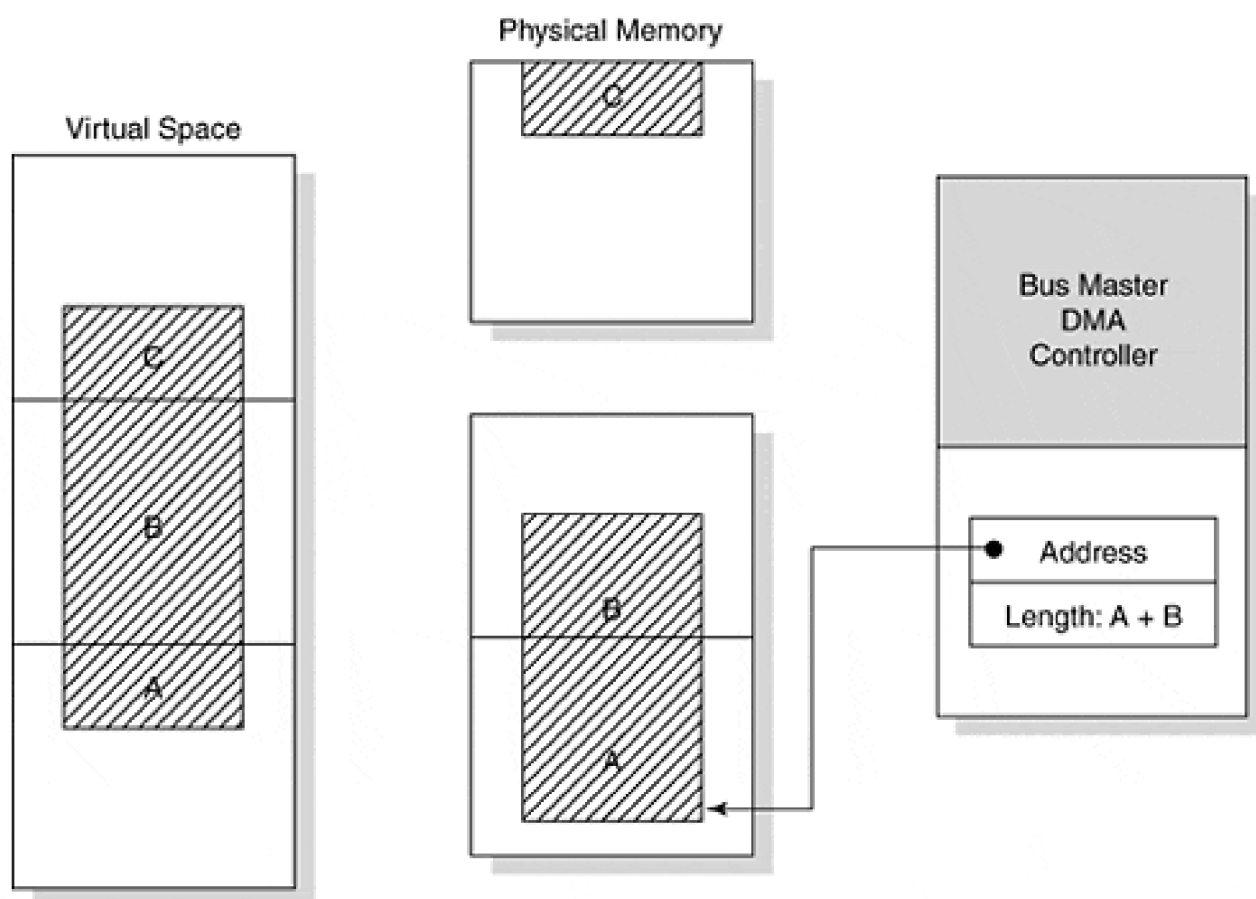 Physical Memory
C
Virtual Space
C
B
A
B
A
Bus Master
DMA
Controller
Address
Length: A + B